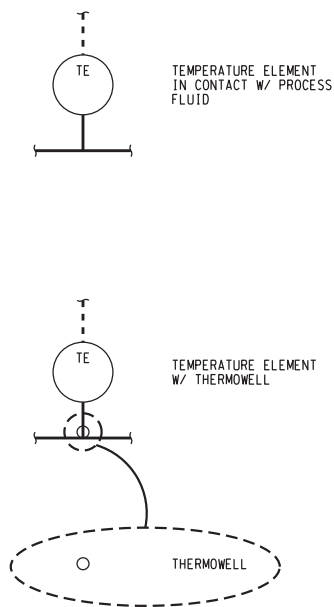 TE
TEMPERATURE ELEMENT
IN CONTACT W/ PROCESS
FLUID
TE
TEMPERATURE ELEMENT
W/ THERMOWELL
THERMOWELL